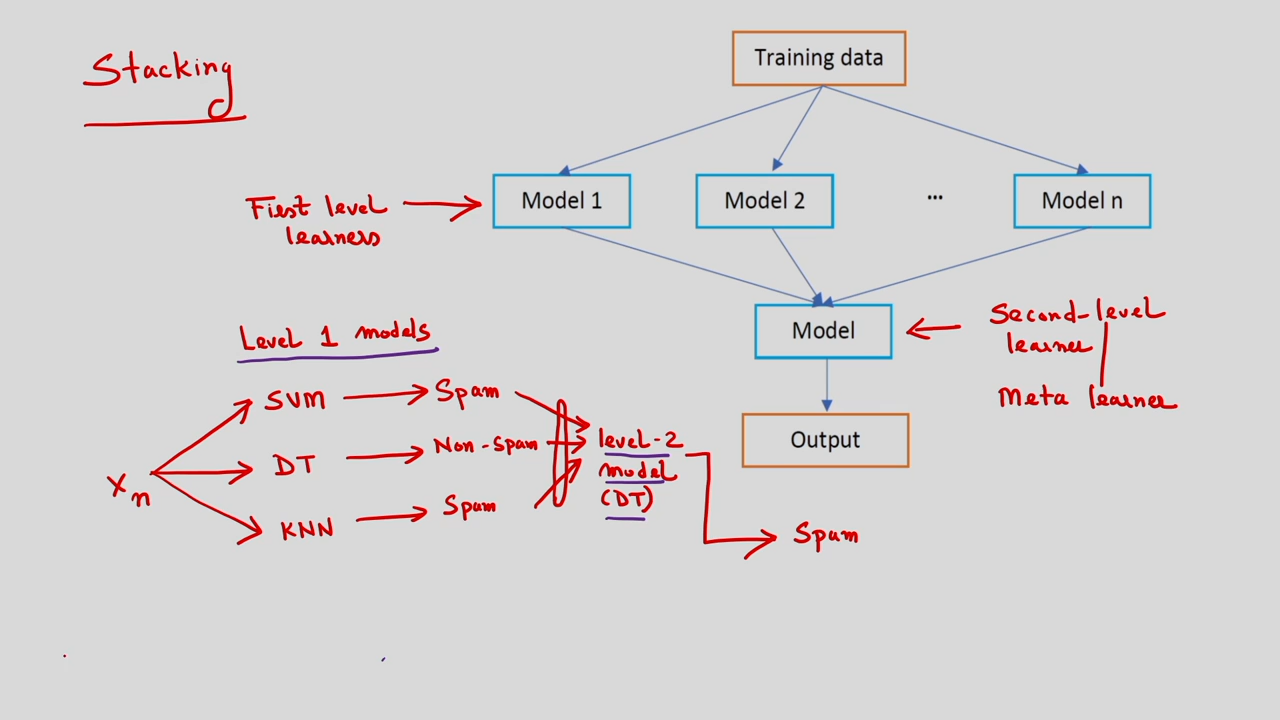 Stacking
Training data
Model 1
Model 2
...
Model n
First level
learners
Model
Second-level
learner
Meta learner
Output
Level 1 models
SVM
Spam
DT
Non-spam
KNN
Spam
Xn
level-2
model
(DT)
Spam